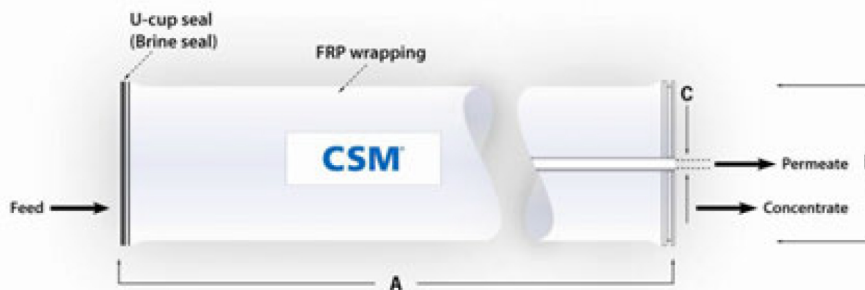 U-cup seal
(Brine seal)
FRP wrapping
C
CSM
Permeate
Feed
Concentrate
A